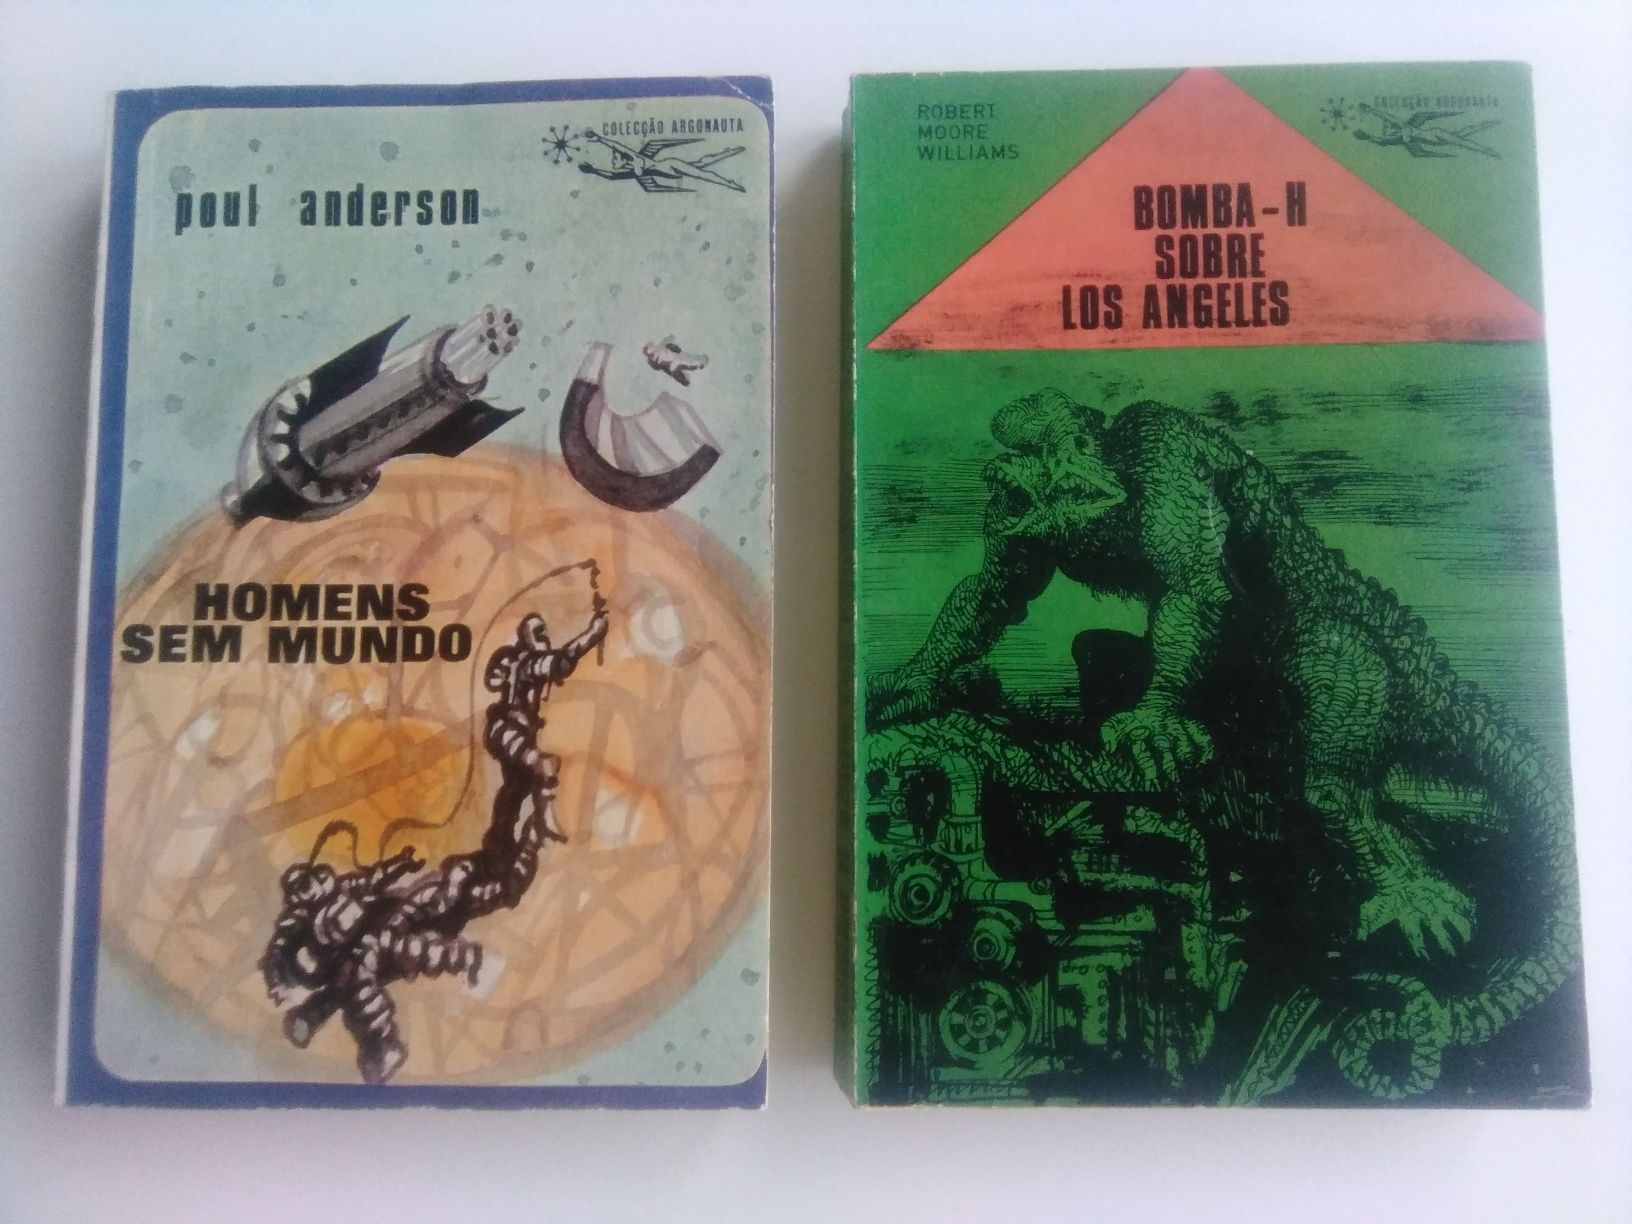 COLECÇÃO ARGONAUTA
poul anderson
HOMENS
SEM MUNDO
ROBERT
MOORE
WILLIAMS
COLECÇÃO ARGONAUTA
BOMBA-H
SOBRE
LOS ANGELES